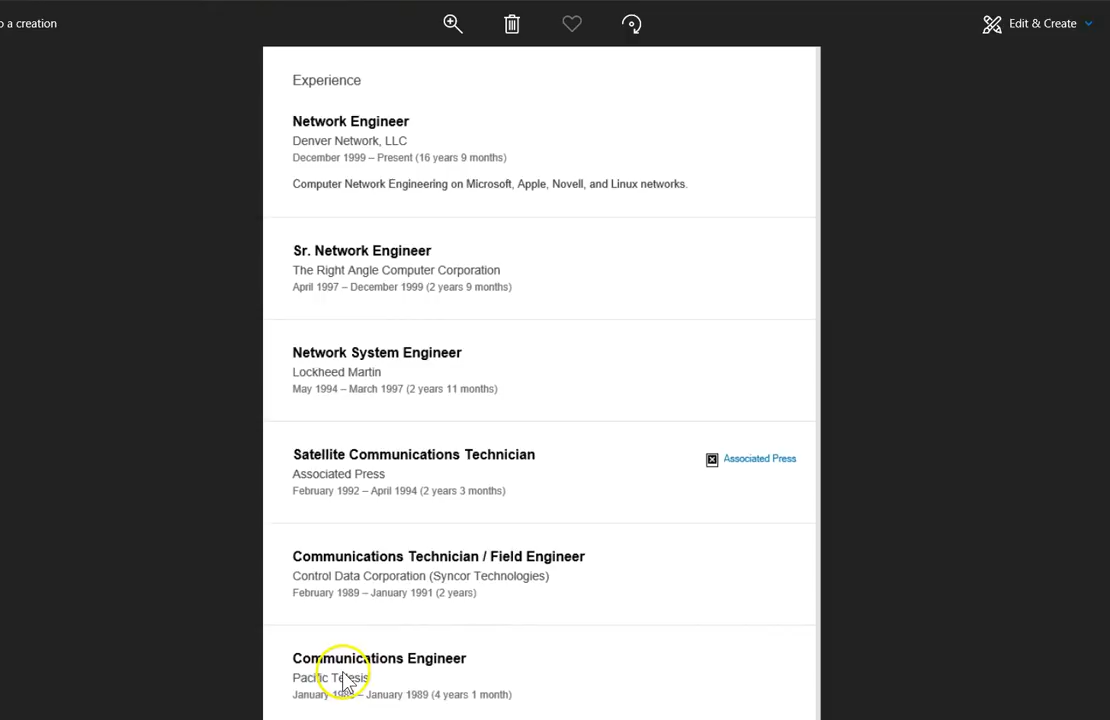 o a creation
Edit & Create
Experience
Network Engineer
Denver Network, LLC
December 1999 – Present (16 years 9 months)
Computer Network Engineering on Microsoft, Apple, Novell, and Linux networks.
Sr. Network Engineer
The Right Angle Computer Corporation
April 1997 – December 1999 (2 years 9 months)
Network System Engineer
Lockheed Martin
May 1994 – March 1997 (2 years 11 months)
Satellite Communications Technician
Associated Press
Associated Press
February 1992 – April 1994 (2 years 3 months)
Communications Technician / Field Engineer
Control Data Corporation (Syncor Technologies)
February 1989 – January 1991 (2 years)
Communications Engineer
Pacific Telesis
January – January 1989 (4 years 1 month)